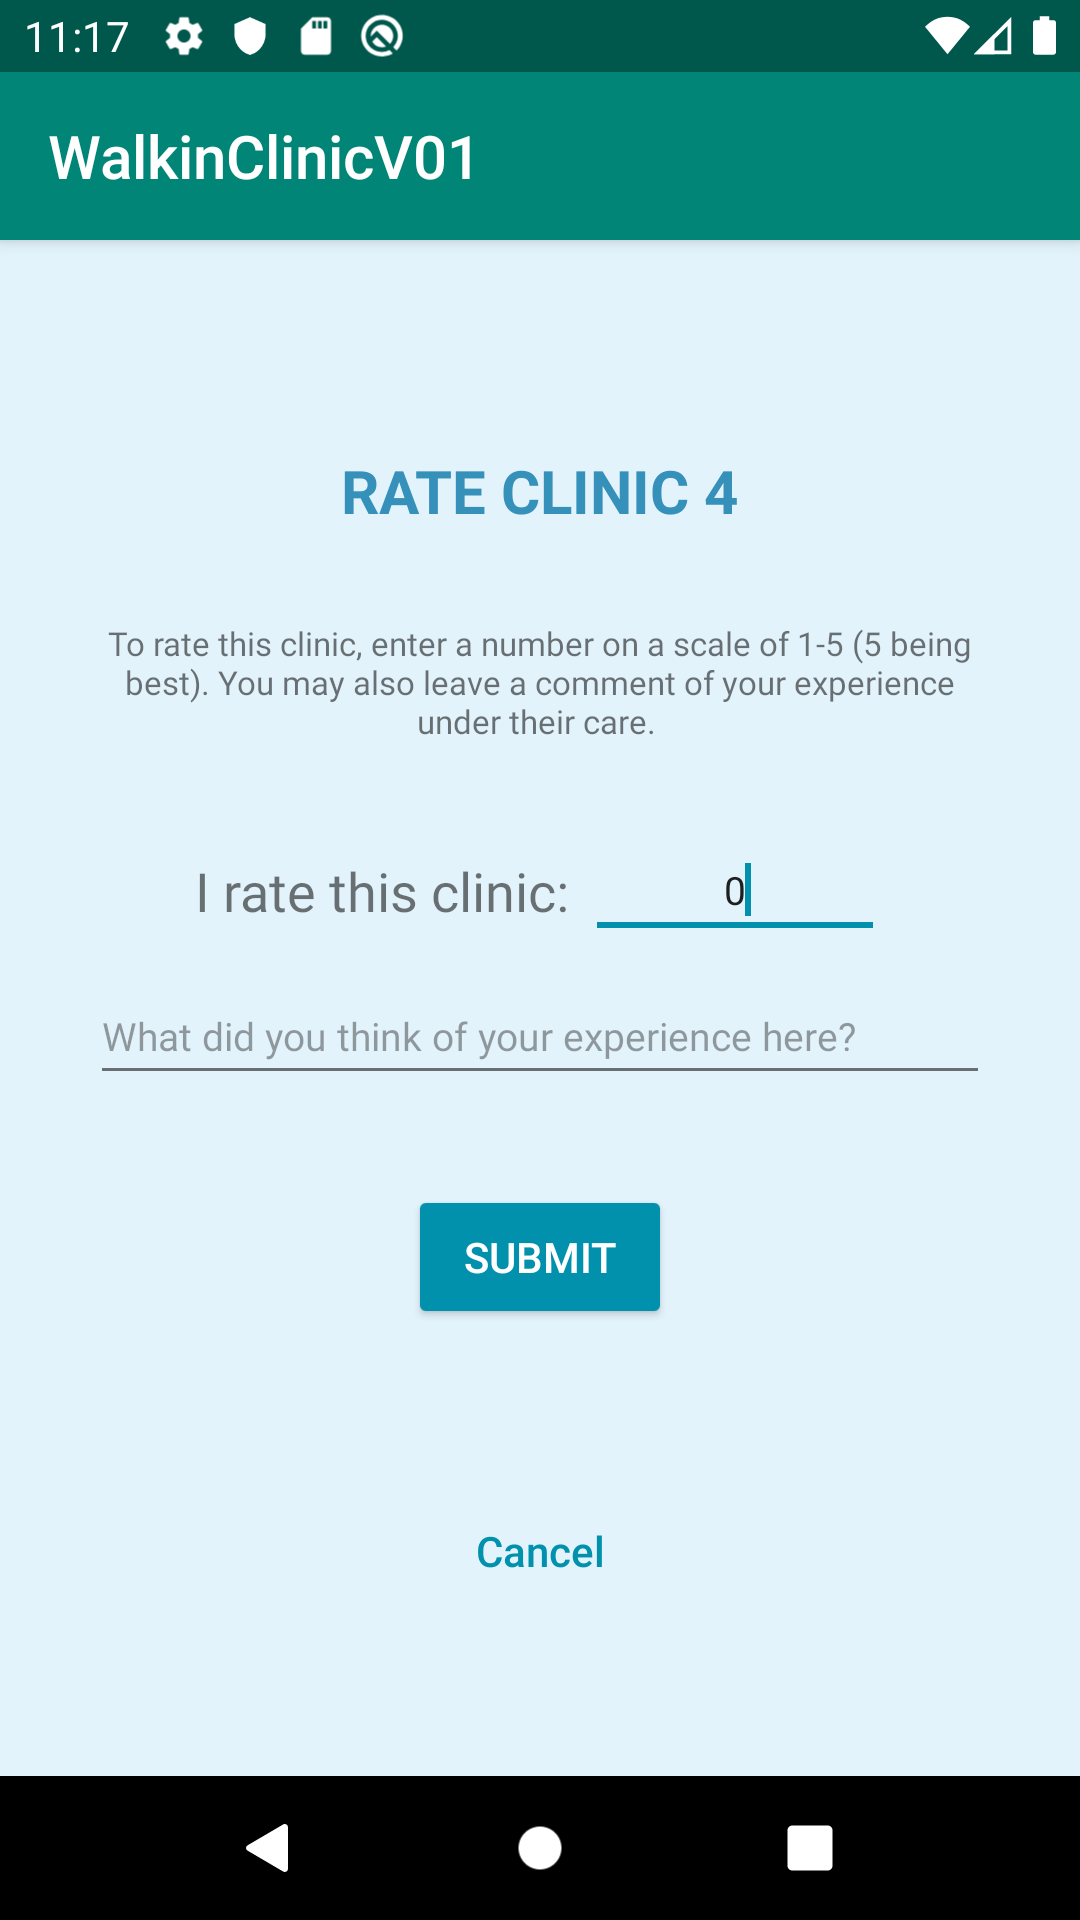 11:17
WalkinClinicV01
RATE CLINIC 4
To rate this clinic, enter a number on a scale of 1-5 (5 being
best). You may also leave a comment of your experience
under their care.
I rate this clinic: 0
What did you think of your experience here?
SUBMIT
Cancel